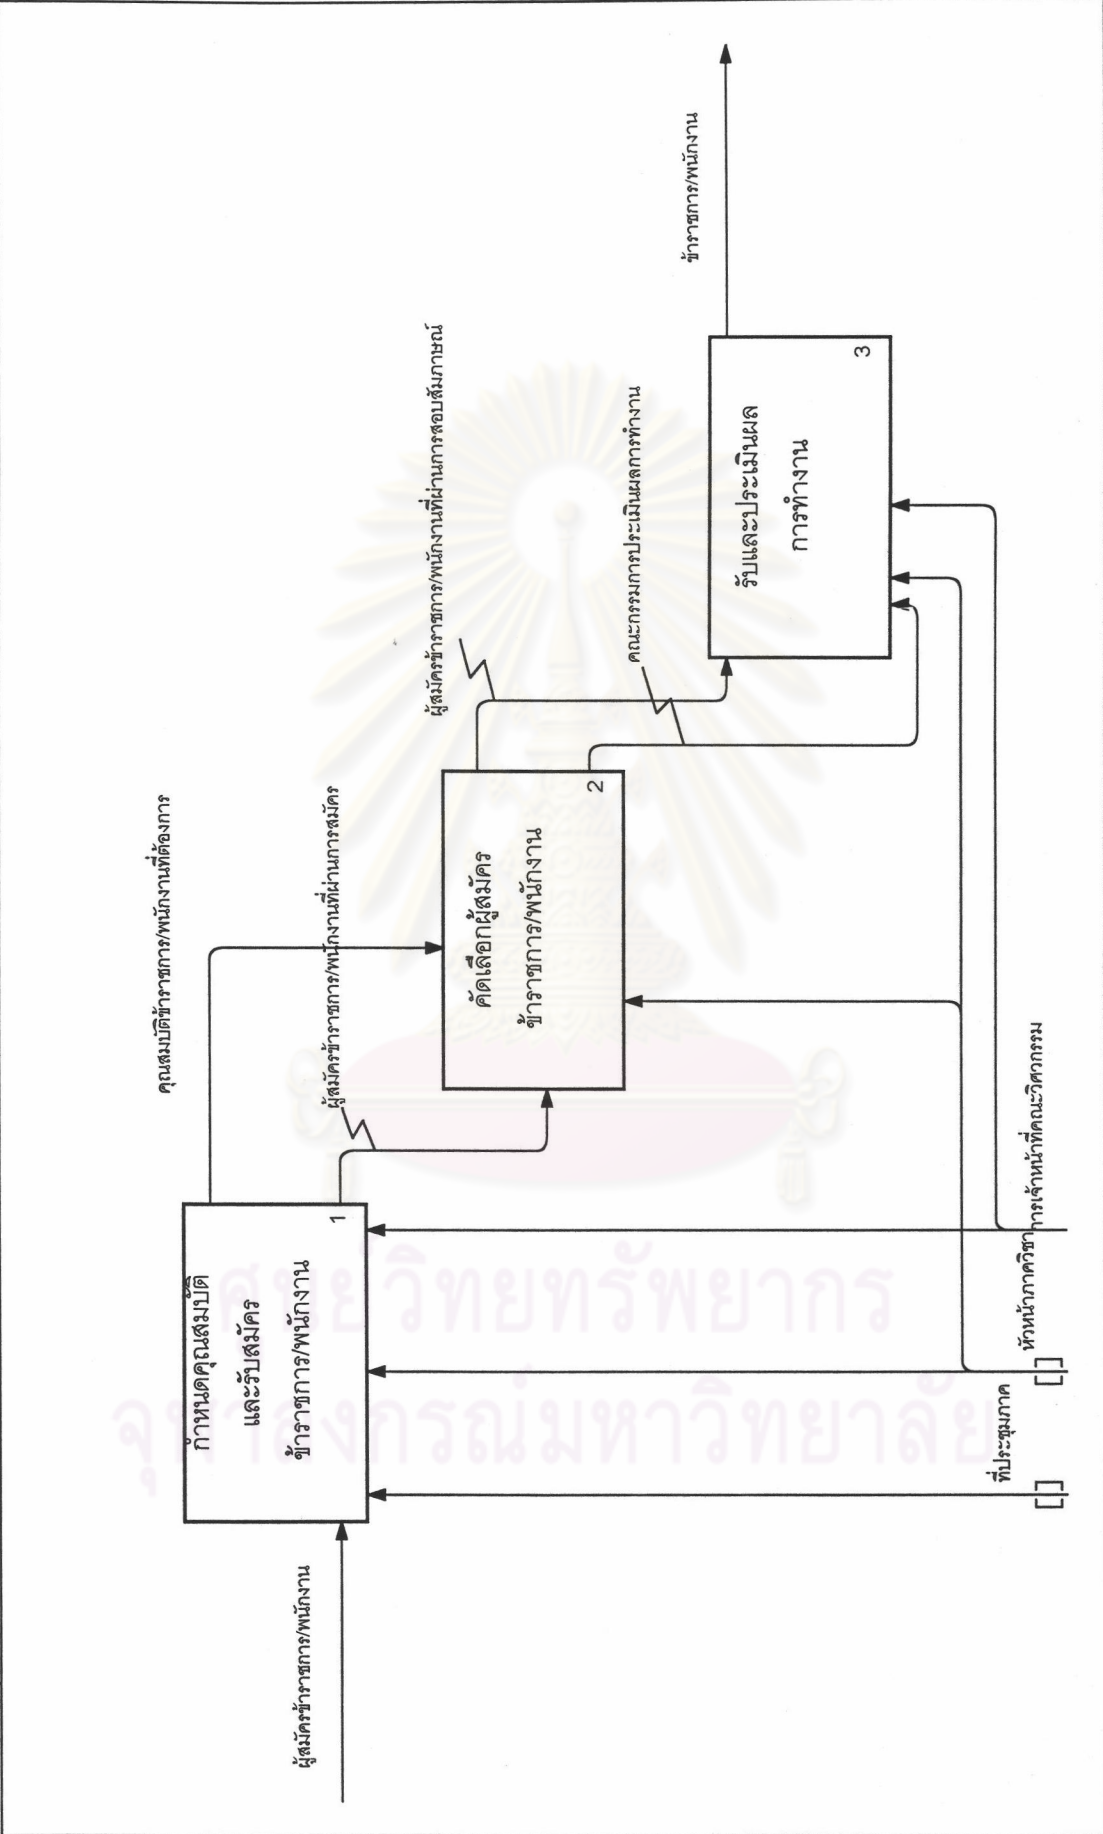 คุณสมบัติข้าราชการ/พนักงานที่ต้องการ
กำหนดคุณสมบัติ
และรับสมัคร
ข้าราชการ/พนักงาน
1
ผู้สมัครข้าราชการ/พนักงาน
ผู้สมัครข้าราชการ/พนักงานที่ผ่านการสมัคร
คัดเลือกผู้สมัคร
ข้าราชการ/พนักงาน
2
ผู้สมัครข้าราชการ/พนักงานที่ผ่านการสอบสัมภาษณ์
คณะกรรมการประเมินผลการทำงาน
รับและประเมินผล
การทำงาน
3
ข้าราชการ/พนักงาน
ที่ประชุมภาค
หัวหน้าภาควิชา
การเจ้าหน้าที่คณะวิศวกรรม
ศูนย์วิทยทรัพยากร
จุฬาลงกรณ์มหาวิทยาลัย